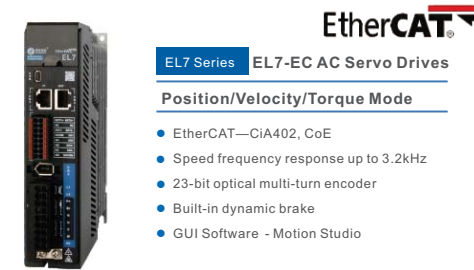 EtherCAT®
EL7 Series EL7-EC AC Servo Drives
Position/Velocity/Torque Mode
EtherCAT—CiA402, CoE
Speed frequency response up to 3.2kHz
23-bit optical multi-turn encoder
Built-in dynamic brake
GUI Software - Motion Studio
EL7